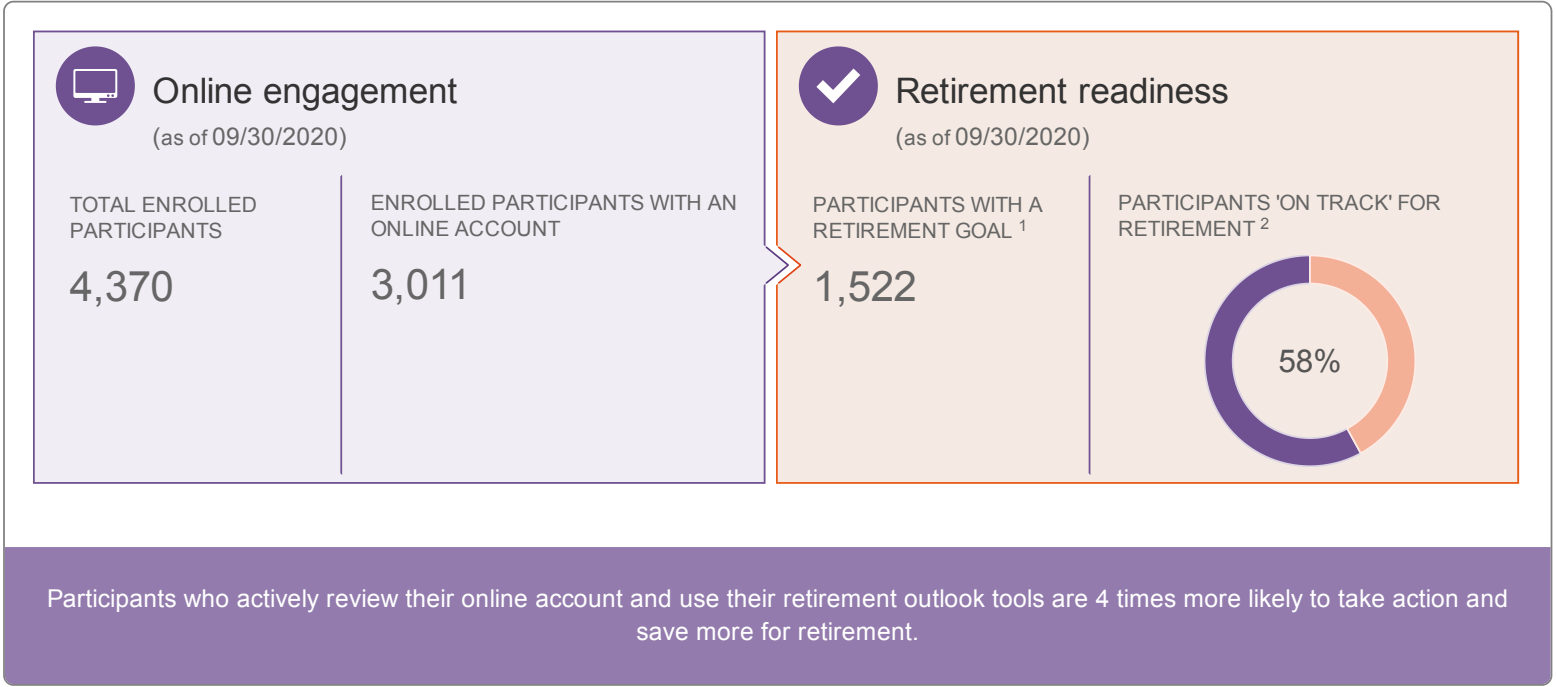 Online engagement
(as of 09/30/2020)
TOTAL ENROLLED
PARTICIPANTS
4,370
ENROLLED PARTICIPANTS WITH AN
ONLINE ACCOUNT
3,011
Retirement readiness
(as of 09/30/2020)
PARTICIPANTS WITH A
RETIREMENT GOAL 1
1,522
PARTICIPANTS 'ON TRACK' FOR
RETIREMENT 2
58%
Participants who actively review their online account and use their retirement outlook tools are 4 times more likely to take action and
save more for retirement.